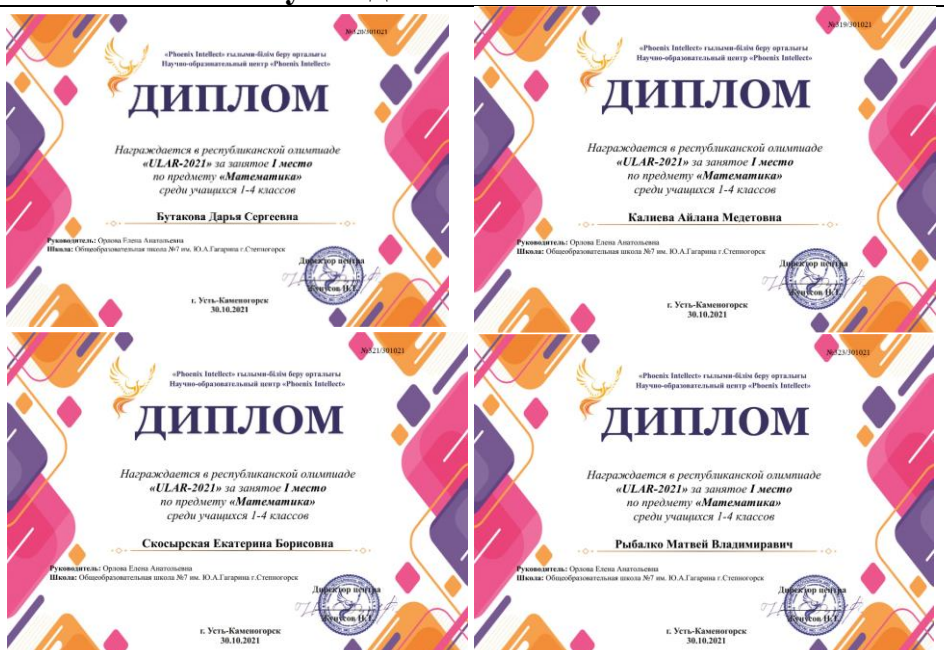 №320/301021
«Phoenix Intellect» ғылыми-білім беру орталығы
Научно-образовательный центр «Phoenix Intellect»
ДИПЛОМ
Награждается в республиканской олимпиаде
«ULAR-2021» за занятое I место
по предмету «Математика»
среди учащихся 1-4 классов
Бутакова Дарья Сергеевна
Руководитель: Орлова Елена Анатольевна
Школа: Общеобразовательная школа №7 им. Ю.А.Гагарина г.Степногорск
Директор центра
Жунусов Н.Т.
г. Усть-Каменогорск
30.10.2021
№319/301021
«Phoenix Intellect» ғылыми-білім беру орталығы
Научно-образовательный центр «Phoenix Intellect»
ДИПЛОМ
Награждается в республиканской олимпиаде
«ULAR-2021» за занятое I место
по предмету «Математика»
среди учащихся 1-4 классов
Калиева Айлана Медетовна
Руководитель: Орлова Елена Анатольевна
Школа: Общеобразовательная школа №7 им. Ю.А.Гагарина г.Степногорск
Директор центра
Жунусов Н.Т.
г. Усть-Каменогорск
30.10.2021
№321/301021
«Phoenix Intellect» ғылыми-білім беру орталығы
Научно-образовательный центр «Phoenix Intellect»
ДИПЛОМ
Награждается в республиканской олимпиаде
«ULAR-2021» за занятое I место
по предмету «Математика»
среди учащихся 1-4 классов
Скосырская Екатерина Борисовна
Руководитель: Орлова Елена Анатольевна
Школа: Общеобразовательная школа №7 им. Ю.А.Гагарина г.Степногорск
Директор центра
Жунусов Н.Т.
г. Усть-Каменогорск
30.10.2021
№323/301021
«Phoenix Intellect» ғылыми-білім беру орталығы
Научно-образовательный центр «Phoenix Intellect»
ДИПЛОМ
Награждается в республиканской олимпиаде
«ULAR-2021» за занятое I место
по предмету «Математика»
среди учащихся 1-4 классов
Рыбалко Матвей Владимиравич
Руководитель: Орлова Елена Анатольевна
Школа: Общеобразовательная школа №7 им. Ю.А.Гагарина г.Степногорск
Директор центра
Жунусов Н.Т.
г. Усть-Каменогорск
30.10.2021